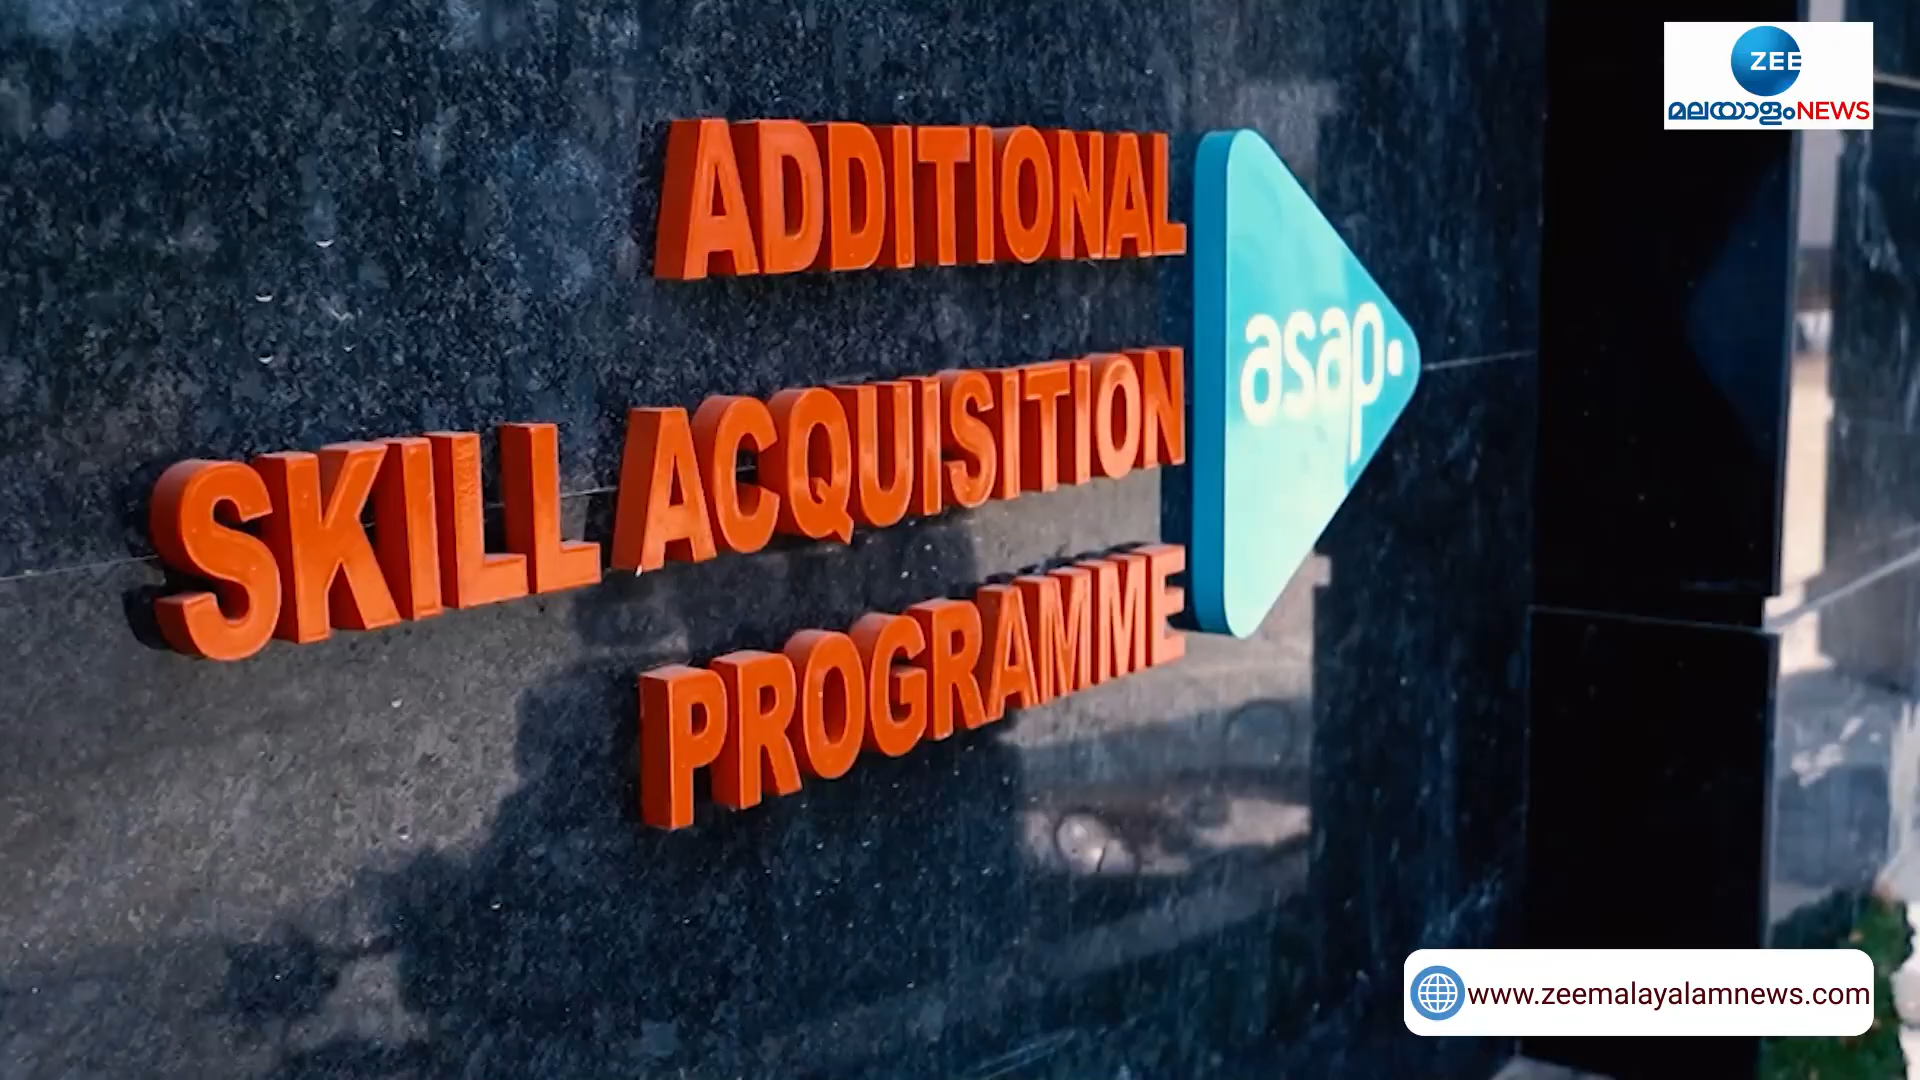 ZEE
മലയാളംNEWS
ADDITIONAL
SKILL ACQUISITION
PROGRAMME
asap.
www.zeemalayalamnews.com